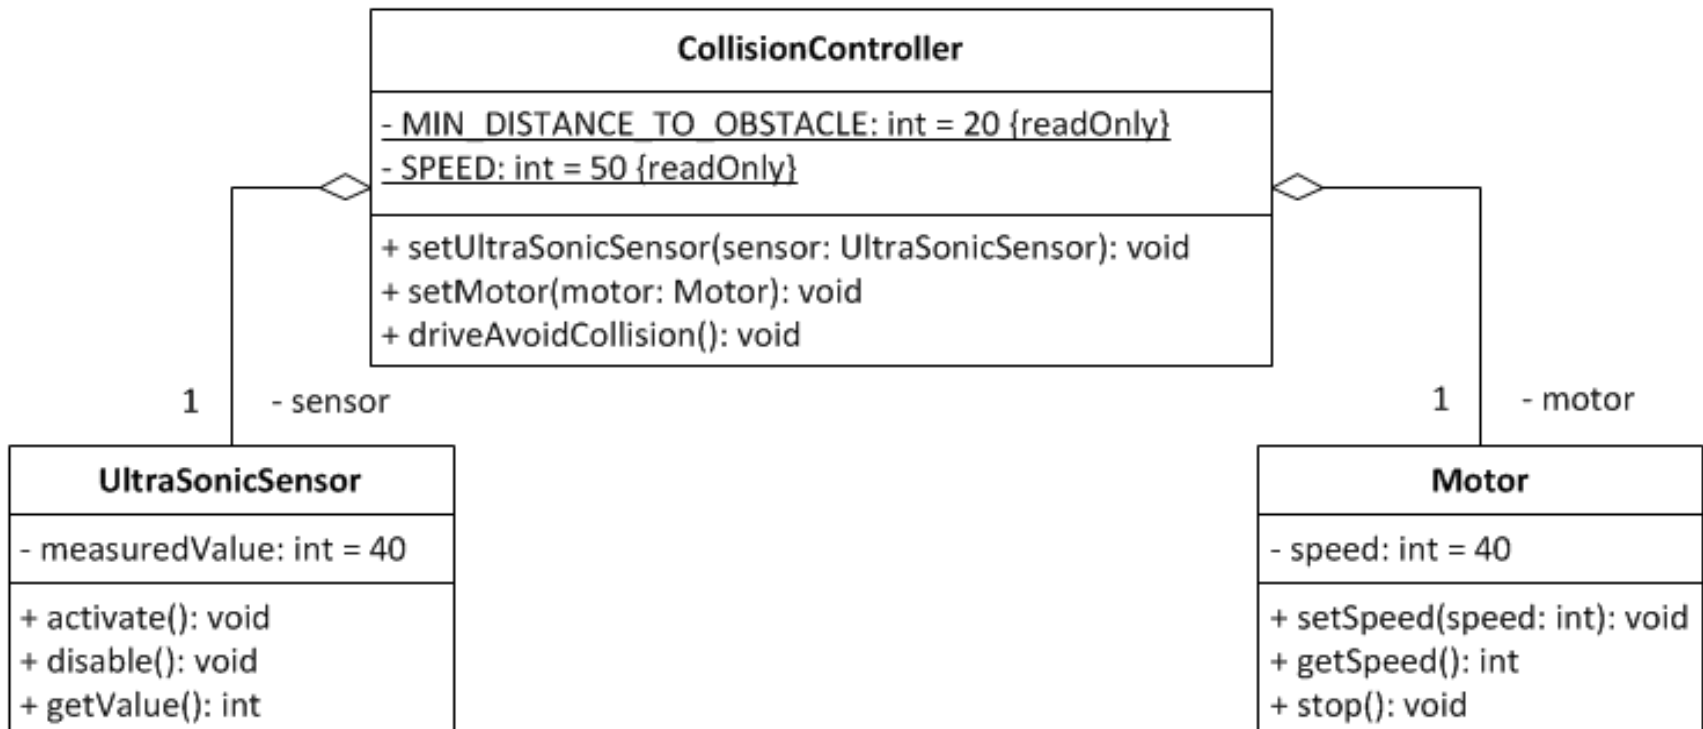 CollisionController
- MIN_DISTANCE_TO_OBSTACLE: int = 20 {readOnly}
- SPEED: int = 50 {readOnly}
+ setUltraSonicSensor(sensor: UltraSonicSensor): void
+ setMotor(motor: Motor): void
+ driveAvoidCollision(): void
1 - sensor
1 - motor
UltraSonicSensor
- measuredValue: int = 40
+ activate(): void
+ disable(): void
+ getValue(): int
Motor
- speed: int = 40
+ setSpeed(speed: int): void
+ getSpeed(): int
+ stop(): void